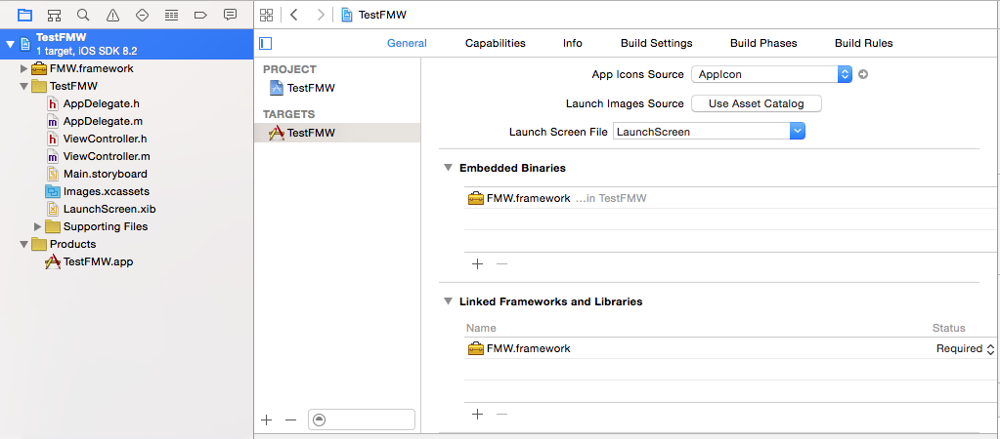 TestFMW
TestFMW
1 target, iOS SDK 8.2
FMW.framework
TestFMW
AppDelegate.h
AppDelegate.m
ViewController.h
ViewController.m
Main.storyboard
Images.xcassets
LaunchScreen.xib
Supporting Files
Products
TestFMW.app
General Capabilities Info Build Settings Build Phases Build Rules
PROJECT
TestFMW
TARGETS
TestFMW
App Icons Source AppIcon
Launch Images Source Use Asset Catalog
Launch Screen File LaunchScreen
Embedded Binaries
FMW.framework ...in TestFMW
Linked Frameworks and Libraries
Name Status
FMW.framework Required